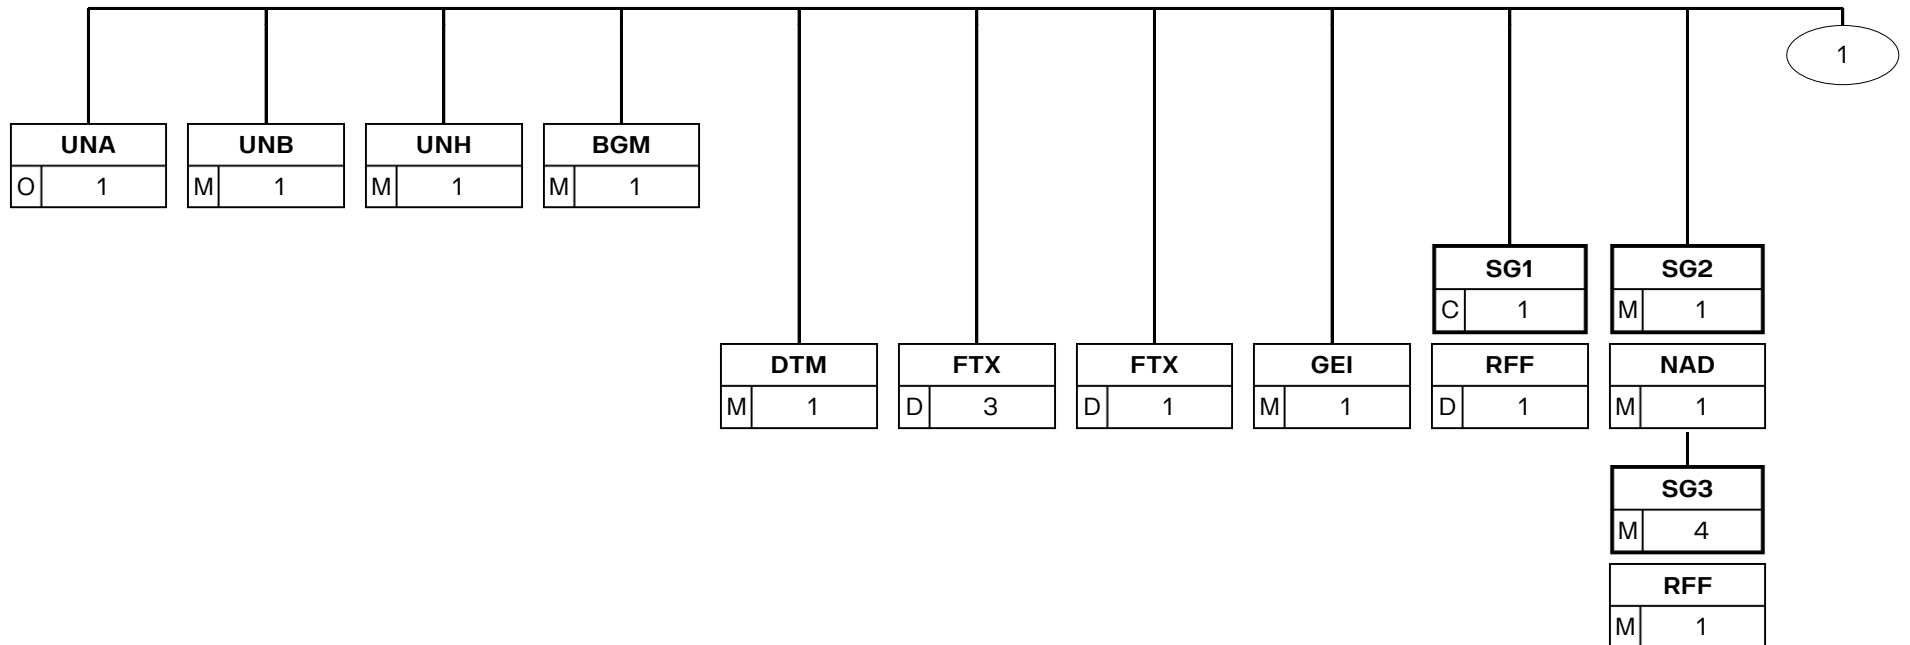 1
UNA UNB UNH BGM
O 1 M 1 M 1 M 1
SG1 SG2
C 1 M 1
DTM FTX FTX GEI RFF NAD
M 1 D 3 D 1 M 1 D 1 M 1
SG3
M 4
RFF
M 1